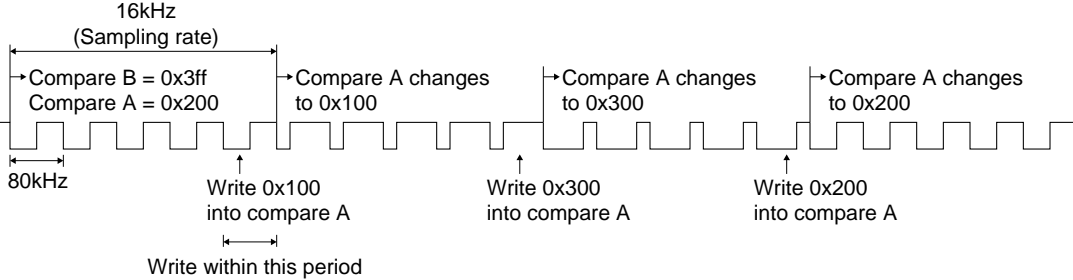 16kHz
(Sampling rate)
Compare B = 0x3ff
Compare A = 0x200
Compare A changes
to 0x100
Compare A changes
to 0x300
Compare A changes
to 0x200
80kHz
Write 0x100
into compare A
Write 0x300
into compare A
Write 0x200
into compare A
Write within this period